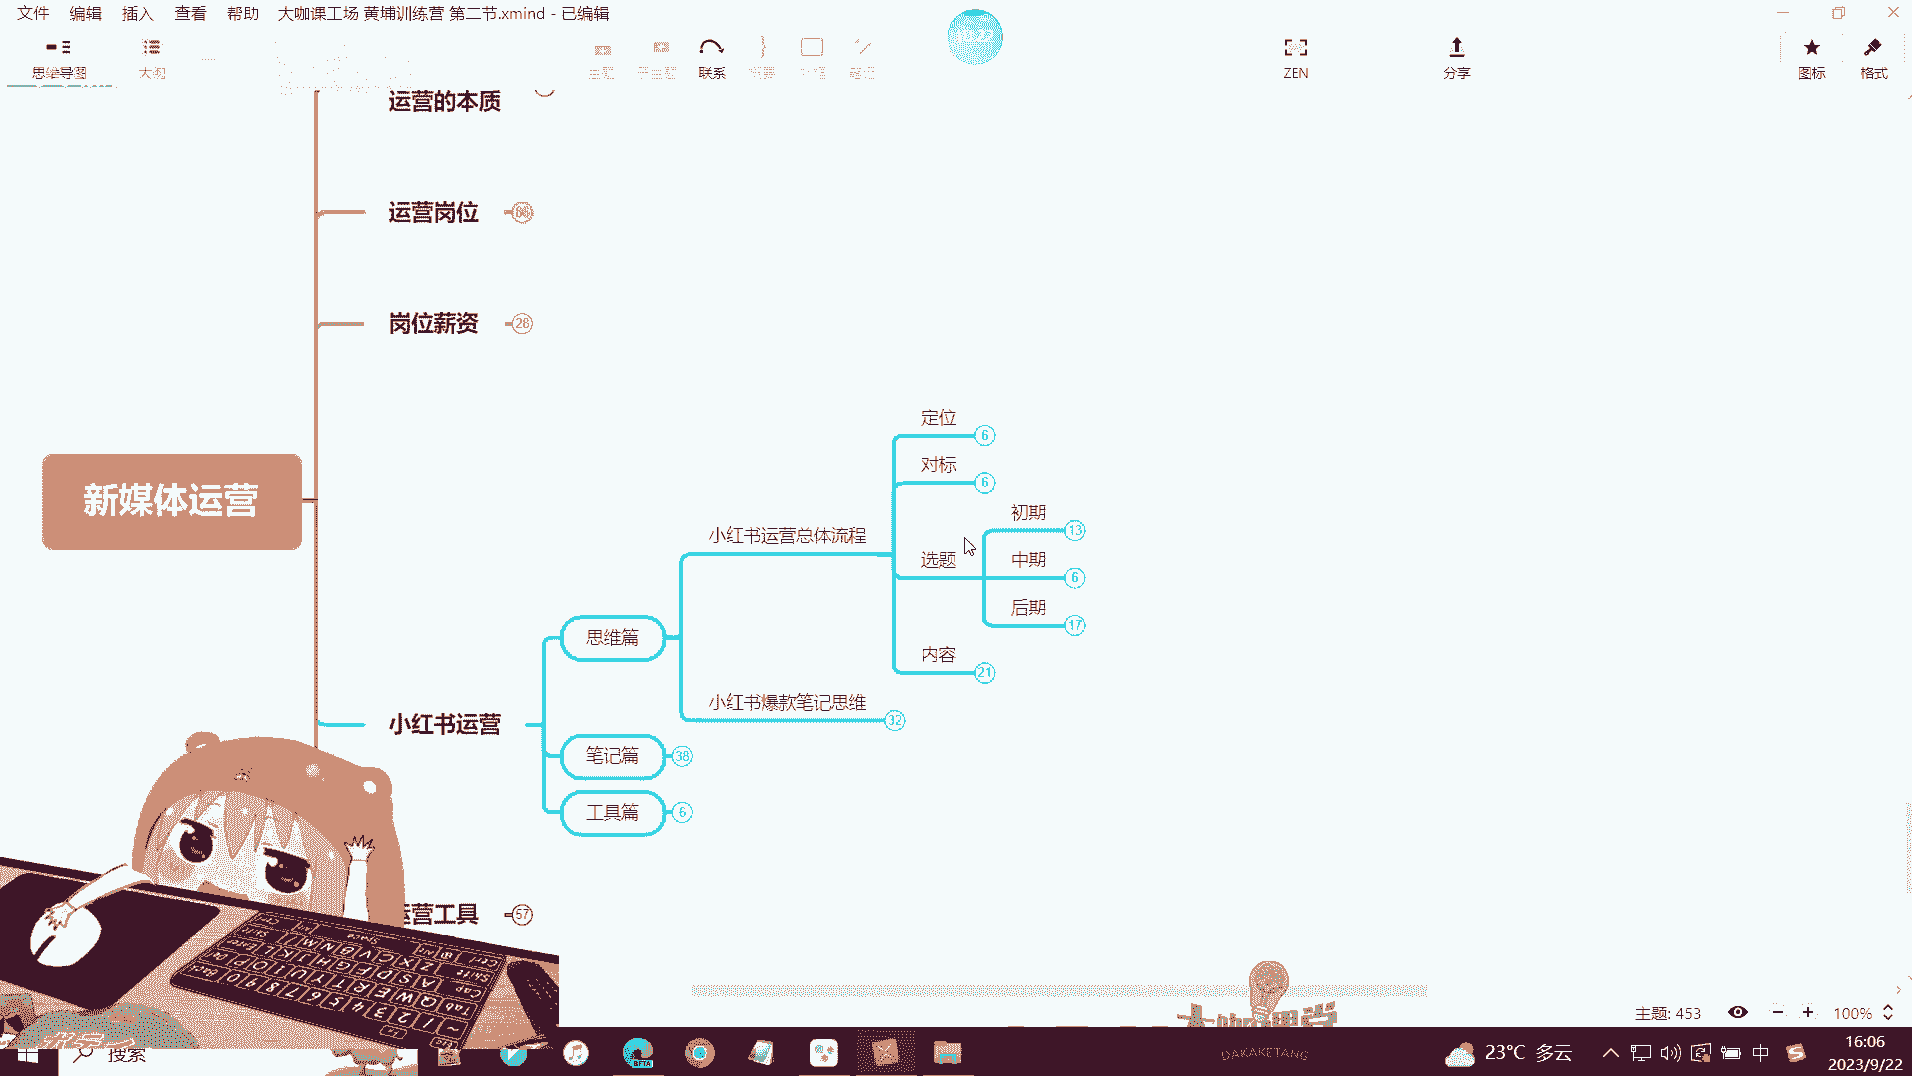 文件 编辑 插入 查看 帮助 大咖课工场 黄埔训练营 第二节.xmind - 已编辑
思维导图 大纲 联系 ZEN 分享 图标 格式
运营的本质
运营岗位
岗位薪资 28
新媒体运营
定位 6
对标 6
初期 13
小红书运营总体流程 选题 中期 6
后期 17
思维篇
内容 21
小红书爆款笔记思维 32
小红书运营
笔记篇 38
工具篇 6
运营工具 57
主题: 453 100%
搜索
BETA
DAKAKETANG
23°C 多云
中
16:06
2023/9/22